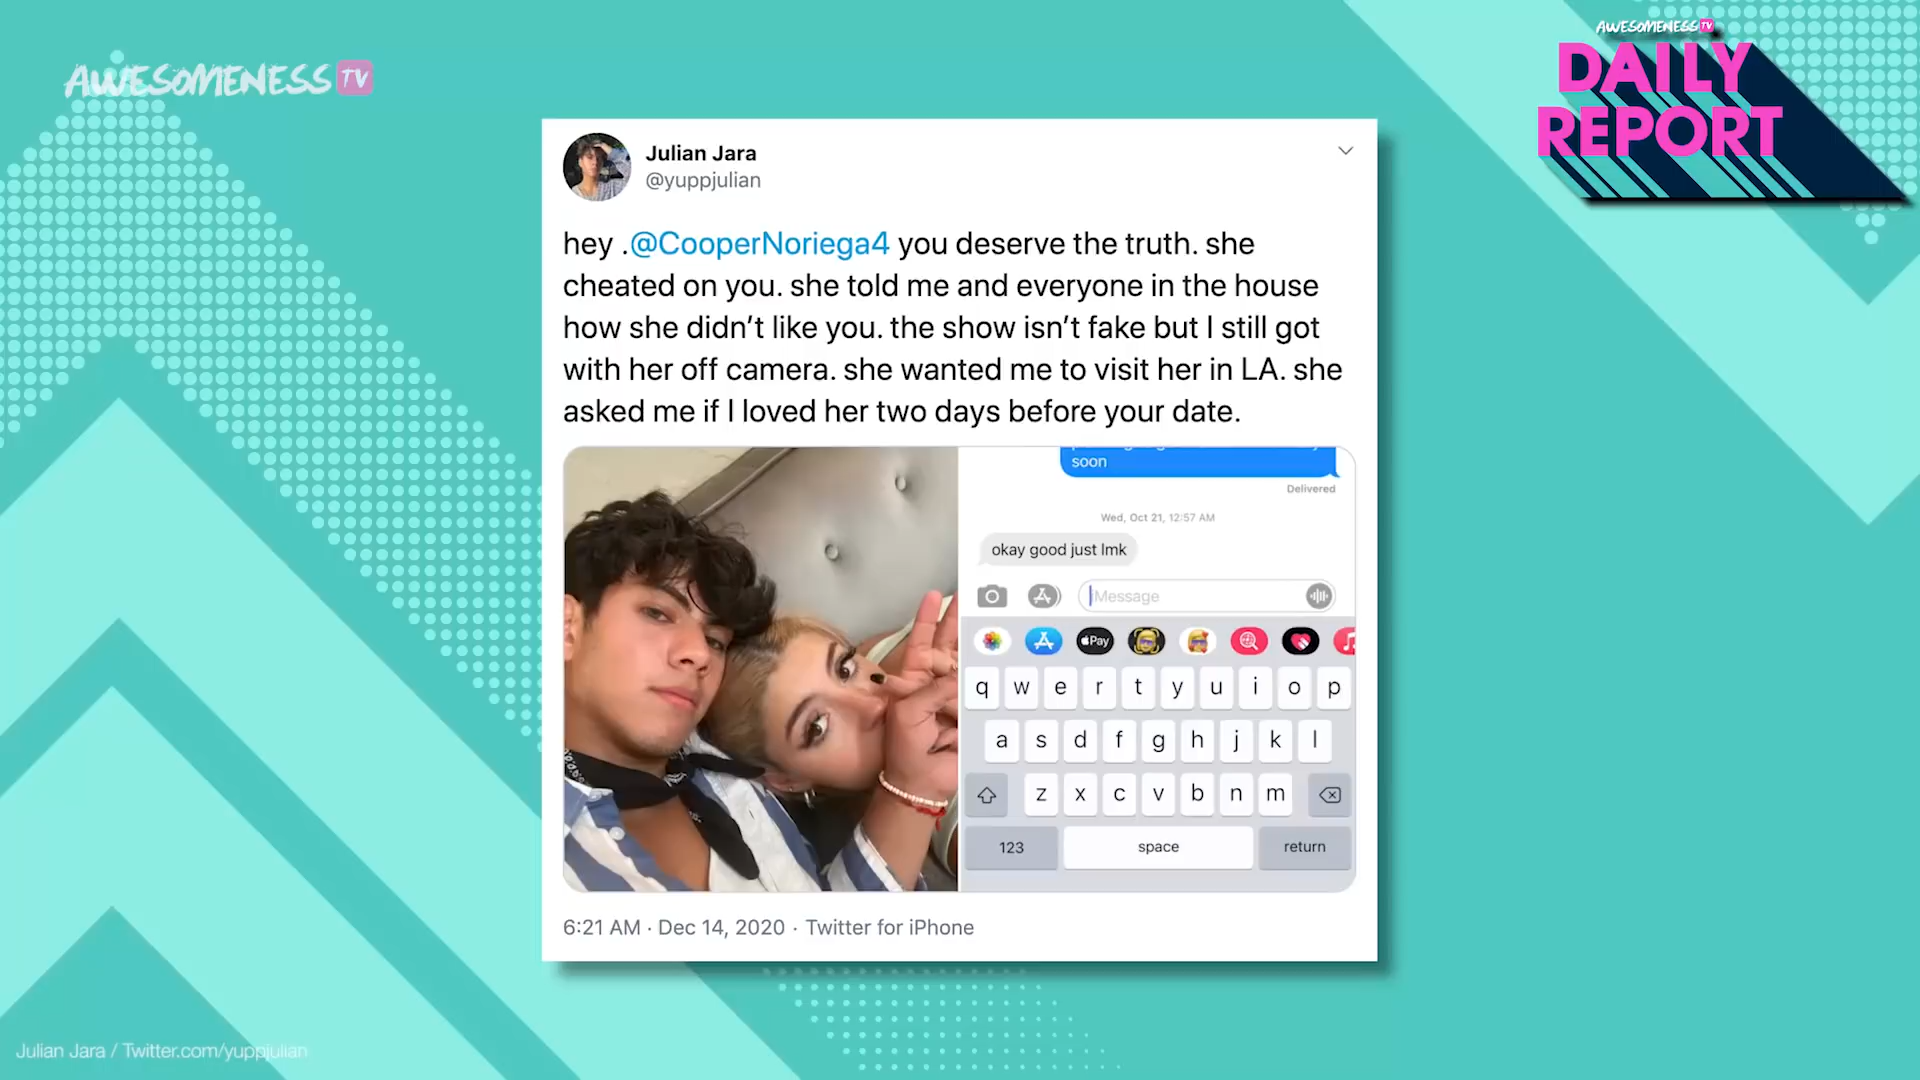 AWESOMENESS TV
AWESOMENESS TV
DAILY
REPORT
Julian Jara
@yuppjulian
hey .@CooperNoriega4 you deserve the truth. she
cheated on you. she told me and everyone in the house
how she didn’t like you. the show isn’t fake but I still got
with her off camera. she wanted me to visit her in LA. she
asked me if I loved her two days before your date.
soon
Delivered
Wed, Oct 21, 12:57 AM
okay good just lmk
Message
Pay
q w e r t y u i o p
a s d f g h j k l
z x c v b n m
123 space return
6:21 AM · Dec 14, 2020 · Twitter for iPhone
Julian Jara / Twitter.com/yuppjulian